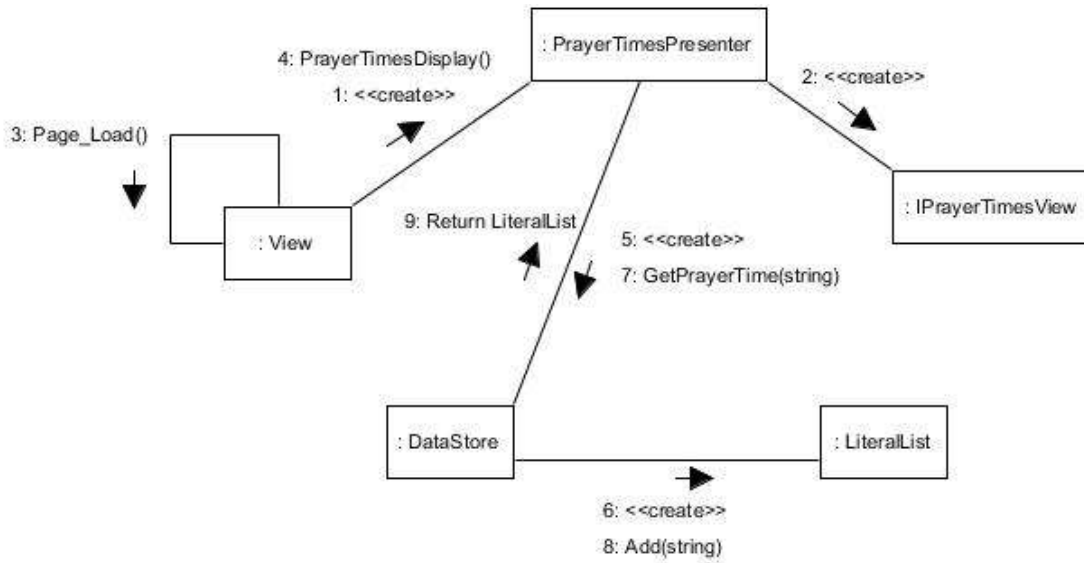 : PrayerTimesPresenter
4: PrayerTimesDisplay()
1: <<create>>
2: <<create>>
3: Page_Load()
: IPrayerTimesView
: View
9: Return LiteralList
5: <<create>>
7: GetPrayerTime(string)
: DataStore
: LiteralList
6: <<create>>
8: Add(string)